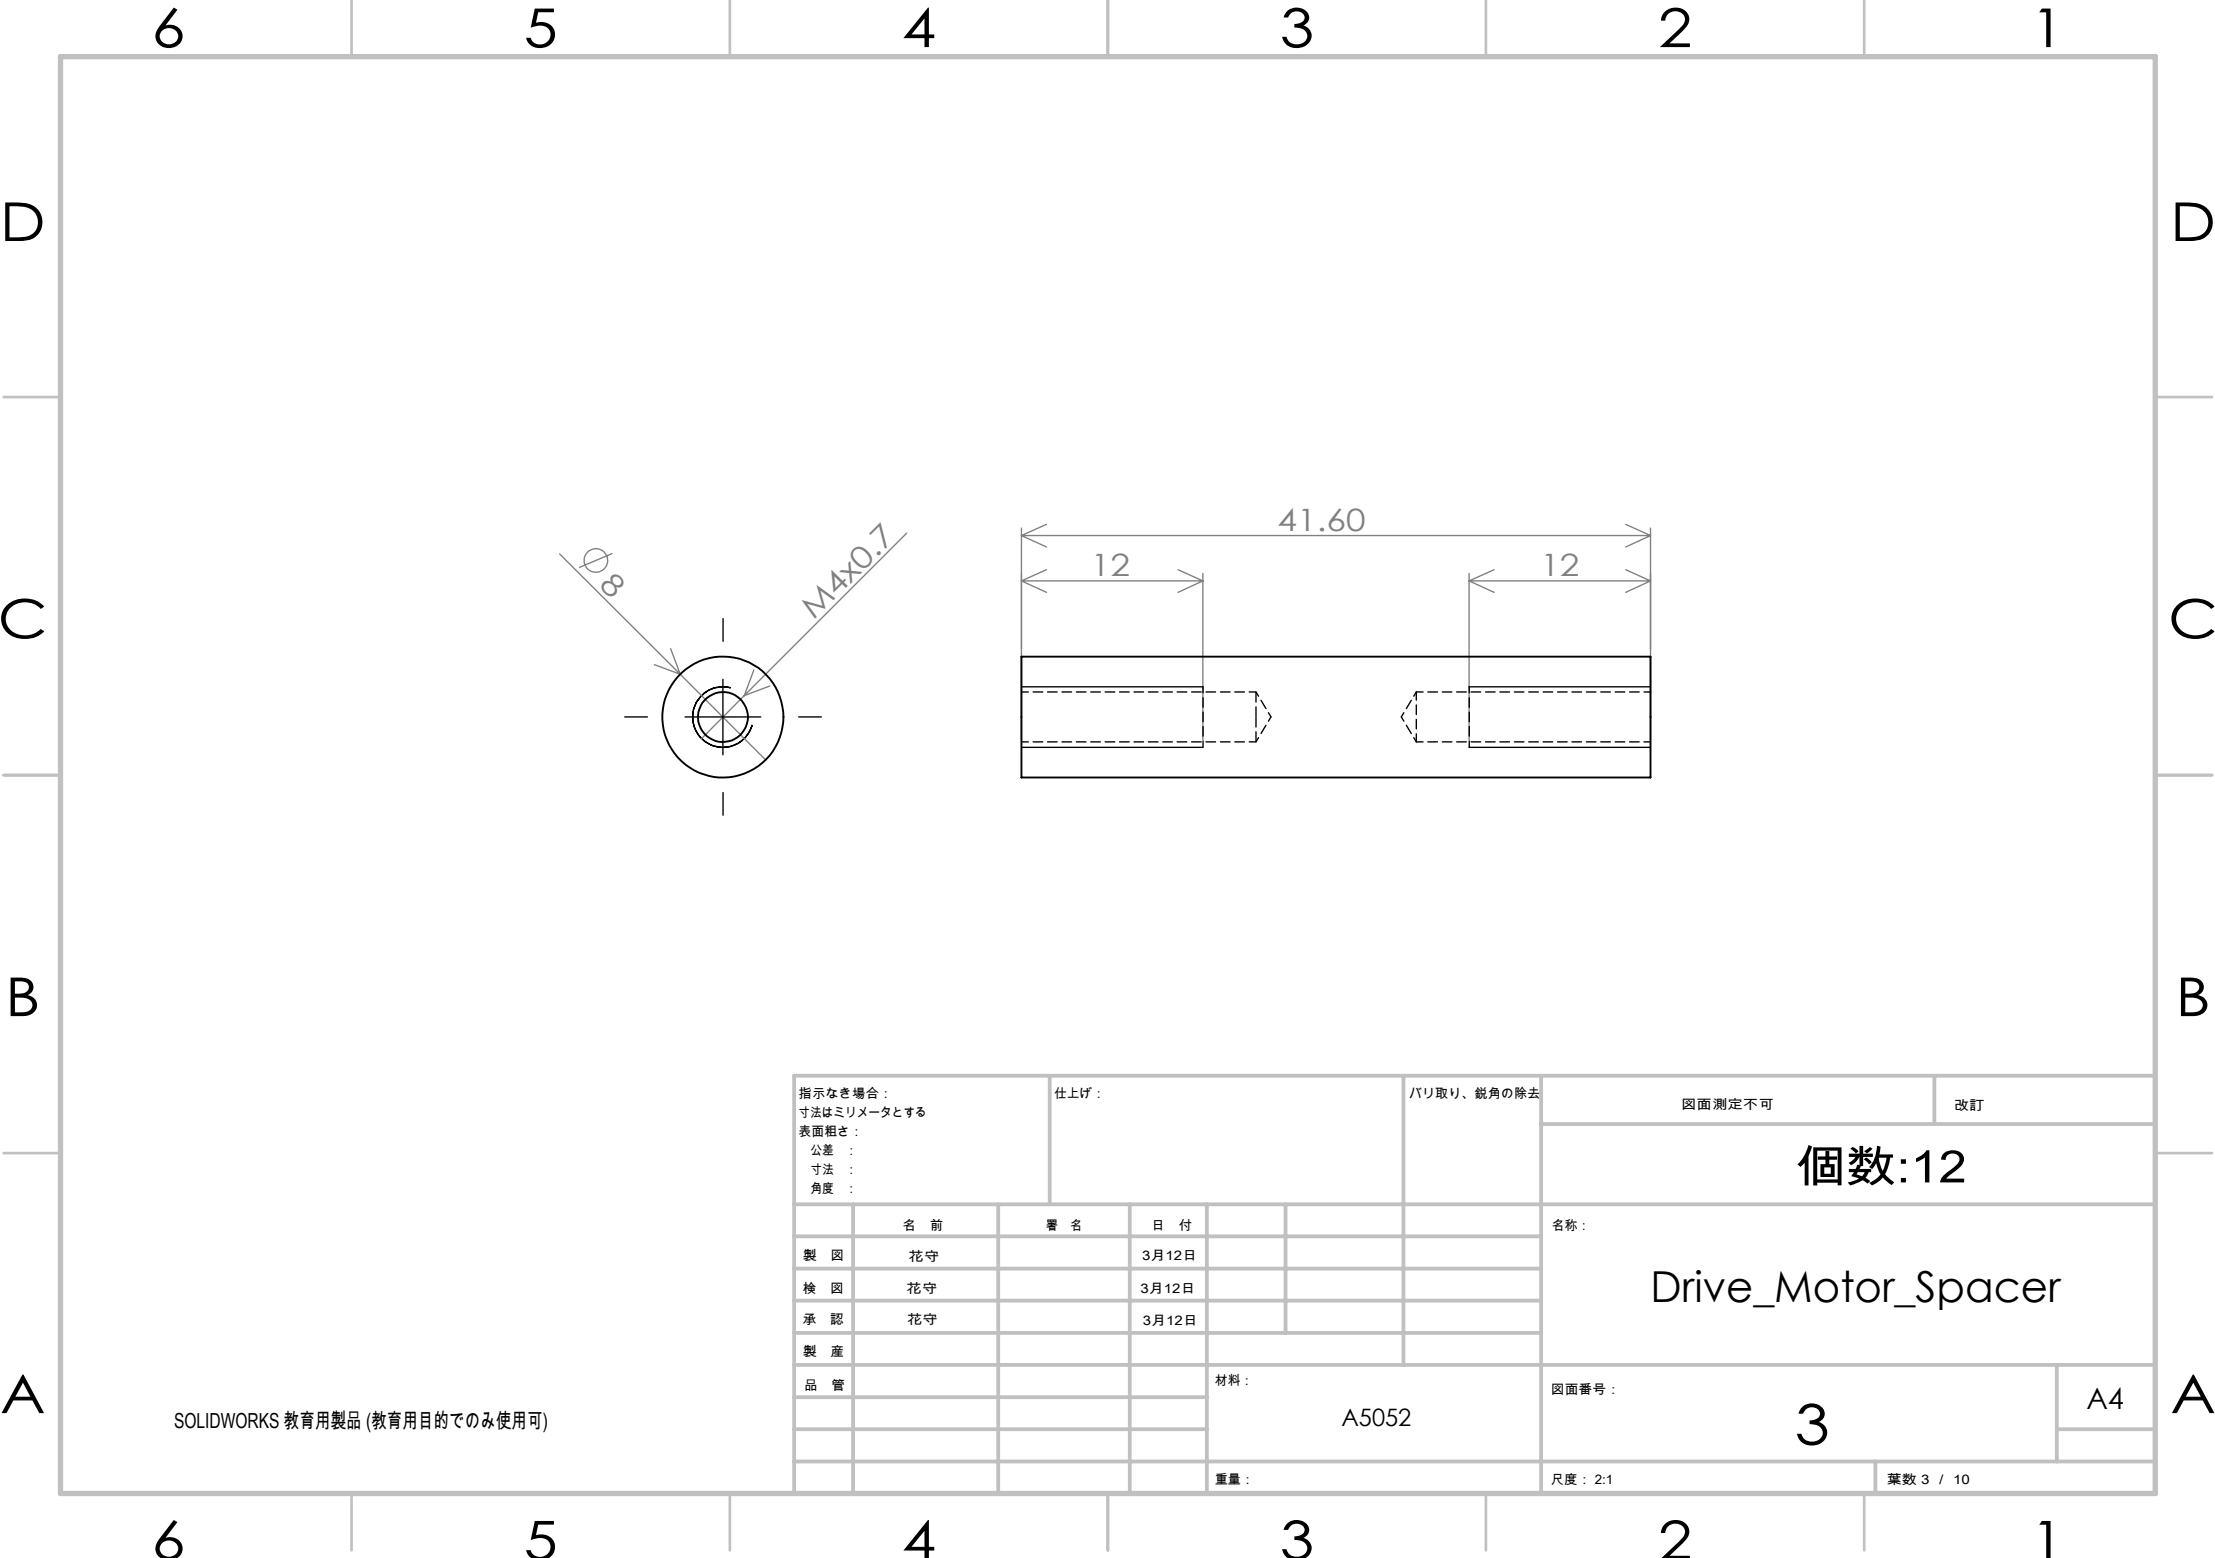 6 5 4 3 2 1
D D
C C
B B
A A
41.60
12 12
⌀8
M4x0.7
指示なき場合：
寸法はミリメータとする
表面粗さ：
公差 ：
寸法 ：
角度 ：
仕上げ：
バリ取り、鋭角の除去
図面測定不可
改訂
個数:12
名 前 署 名 日 付
製 図 花守 3月12日
検 図 花守 3月12日
承 認 花守 3月12日
製 産
品 管
名称：
Drive_Motor_Spacer
材料：
A5052
図面番号：
3
A4
重量：
尺度：2:1
葉数 3 / 10
SOLIDWORKS 教育用製品 (教育用目的でのみ使用可)
6 5 4 3 2 1